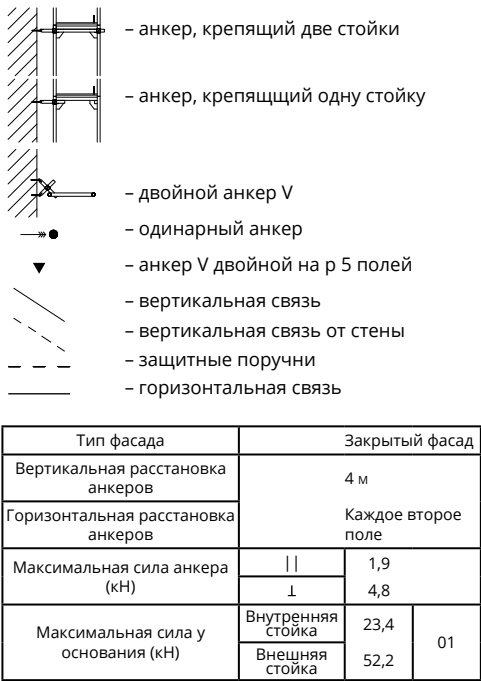 – анкер, крепящий две стойки
– анкер, крепящщий одну стойку
– двойной анкер V
– одинарный анкер
– анкер V двойной на р 5 полей
– вертикальная связь
– вертикальная связь от стены
– защитные поручни
– горизонтальная связь
Тип фасада
Закрытый фасад
Вертикальная расстановка
анкеров
4 м
Горизонтальная расстановка
анкеров
Каждое второе
поле
Максимальная сила анкера
(кН)
||
1,9
⊥
4,8
Максимальная сила у
основания (кН)
Внутренняя
стойка
23,4
Внешняя
стойка
52,2
01